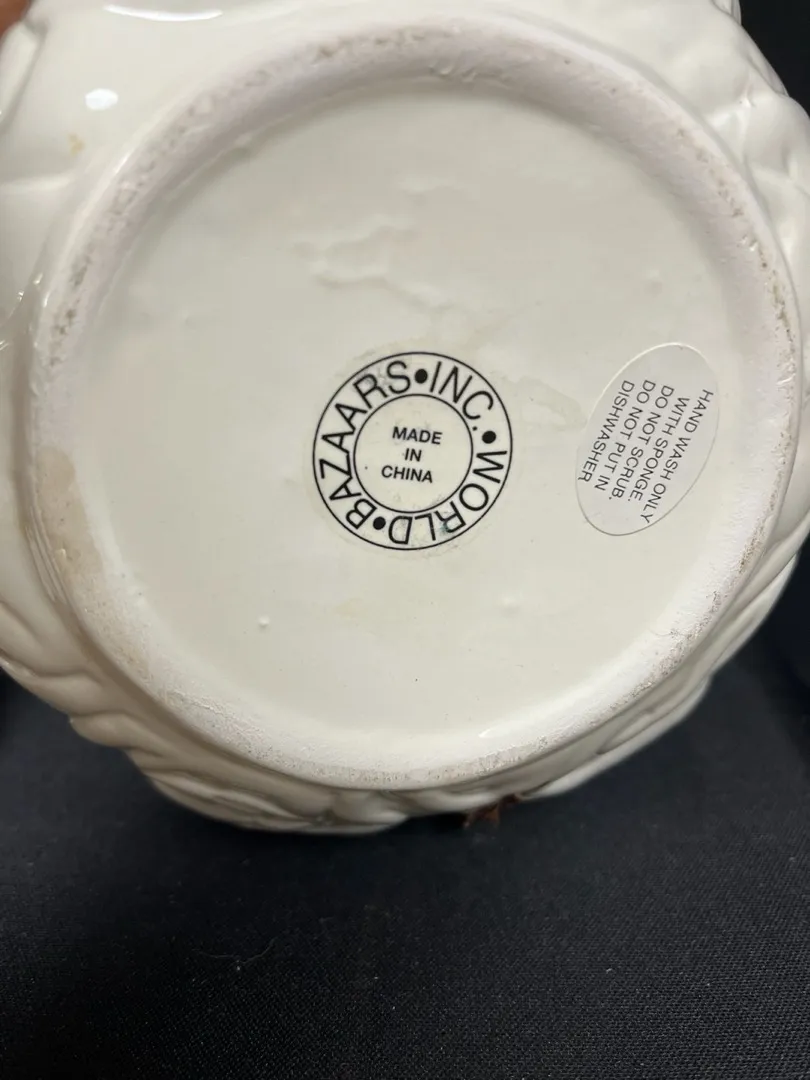 WORLD•BAZAARS•INC.•
MADE
IN
CHINA
HAND WASH ONLY
WITH SPONGE.
DO NOT SCRUB.
DO NOT PUT IN
DISHWASHER